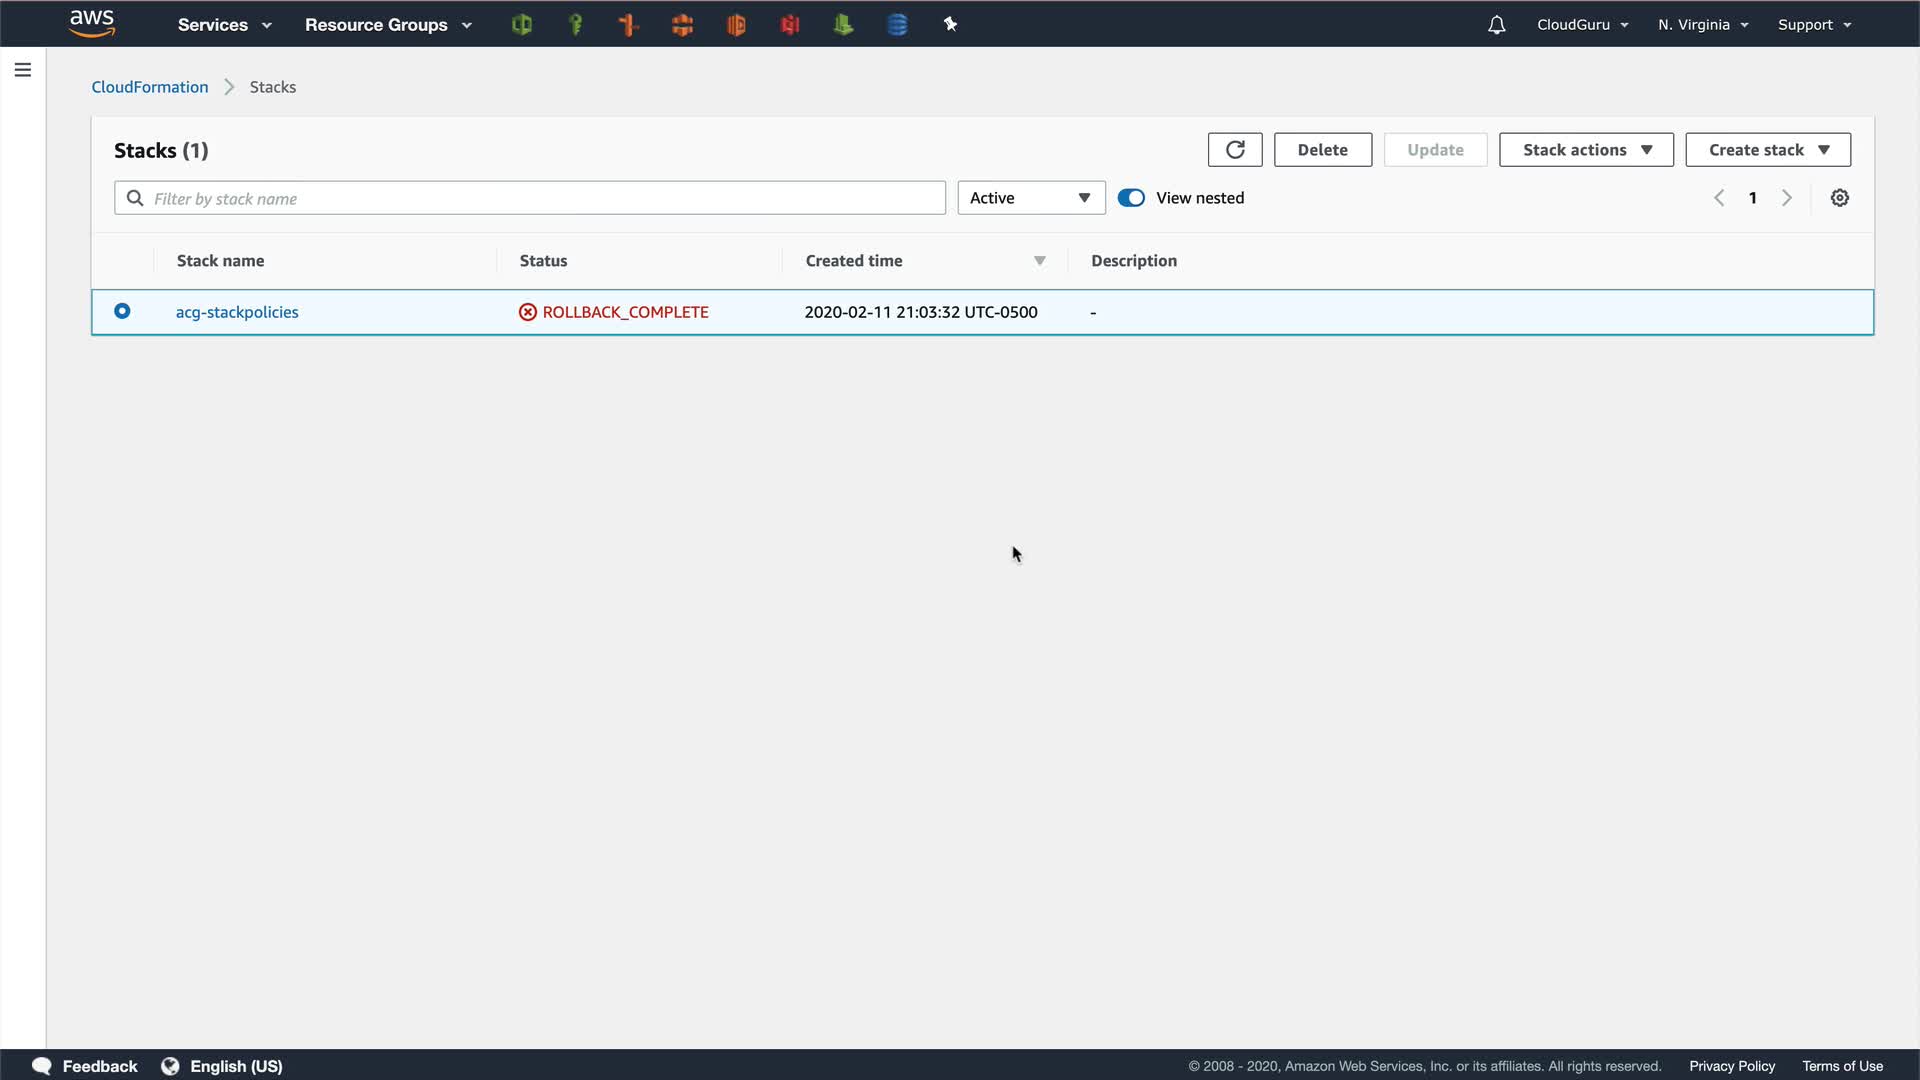 aws Services Resource Groups CloudGuru N. Virginia Support
CloudFormation Stacks
Stacks (1) Delete Update Stack actions Create stack
Filter by stack name Active View nested 1
Stack name Status Created time Description
acg-stackpolicies ROLLBACK_COMPLETE 2020-02-11 21:03:32 UTC-0500 -
Feedback English (US) © 2008 - 2020, Amazon Web Services, Inc. or its affiliates. All rights reserved. Privacy Policy Terms of Use